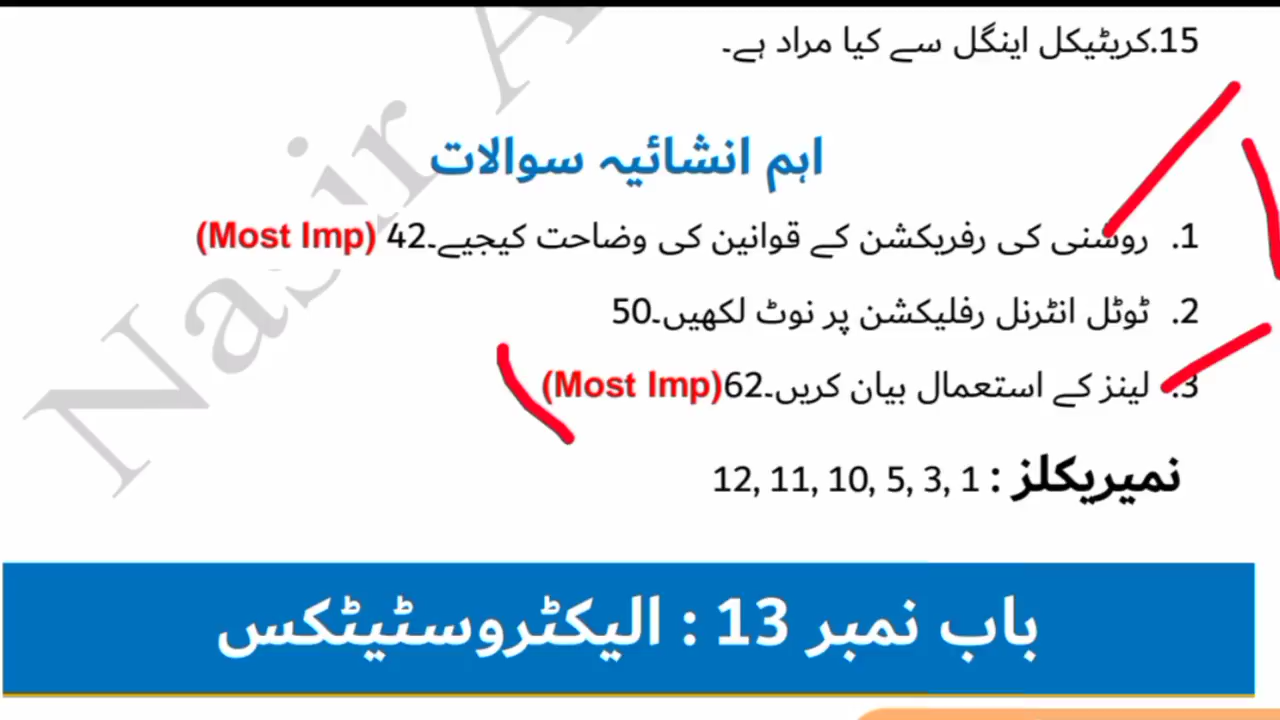 15.کریٹیکل اینگل سے کیا مراد ہے۔
اہم انشائیہ سوالات
1. روشنی کی رفریکشن کے قوانین کی وضاحت کیجیے۔42 (Most Imp)
2. ٹوٹل انٹرنل رفلیکشن پر نوٹ لکھیں۔50
3. لینز کے استعمال بیان کریں۔62(Most Imp)
نمیریکلز : 1 ,3 ,5 ,10 ,11 ,12
باب نمبر 13 : الیکٹروسٹیٹکس
Nasir A